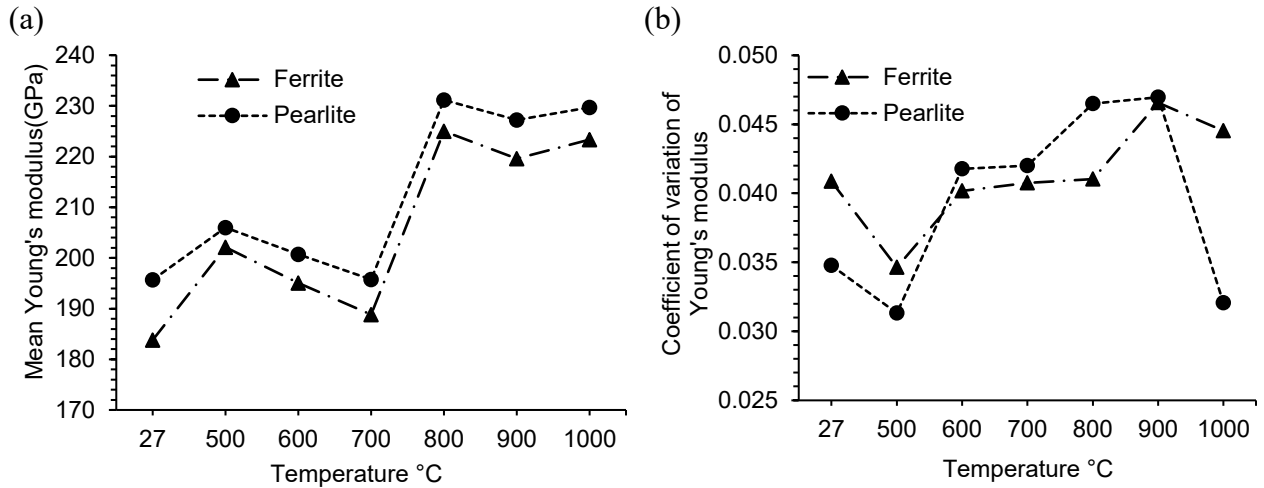 (a)
240
230
220
210
200
190
180
170
Mean Young's modulus(GPa)
Ferrite
Pearlite
27 500 600 700 800 900 1000
Temperature °C
(b)
0.050
0.045
0.040
0.035
0.030
0.025
Coefficient of variation of
Young's modulus
Ferrite
Pearlite
27 500 600 700 800 900 1000
Temperature °C